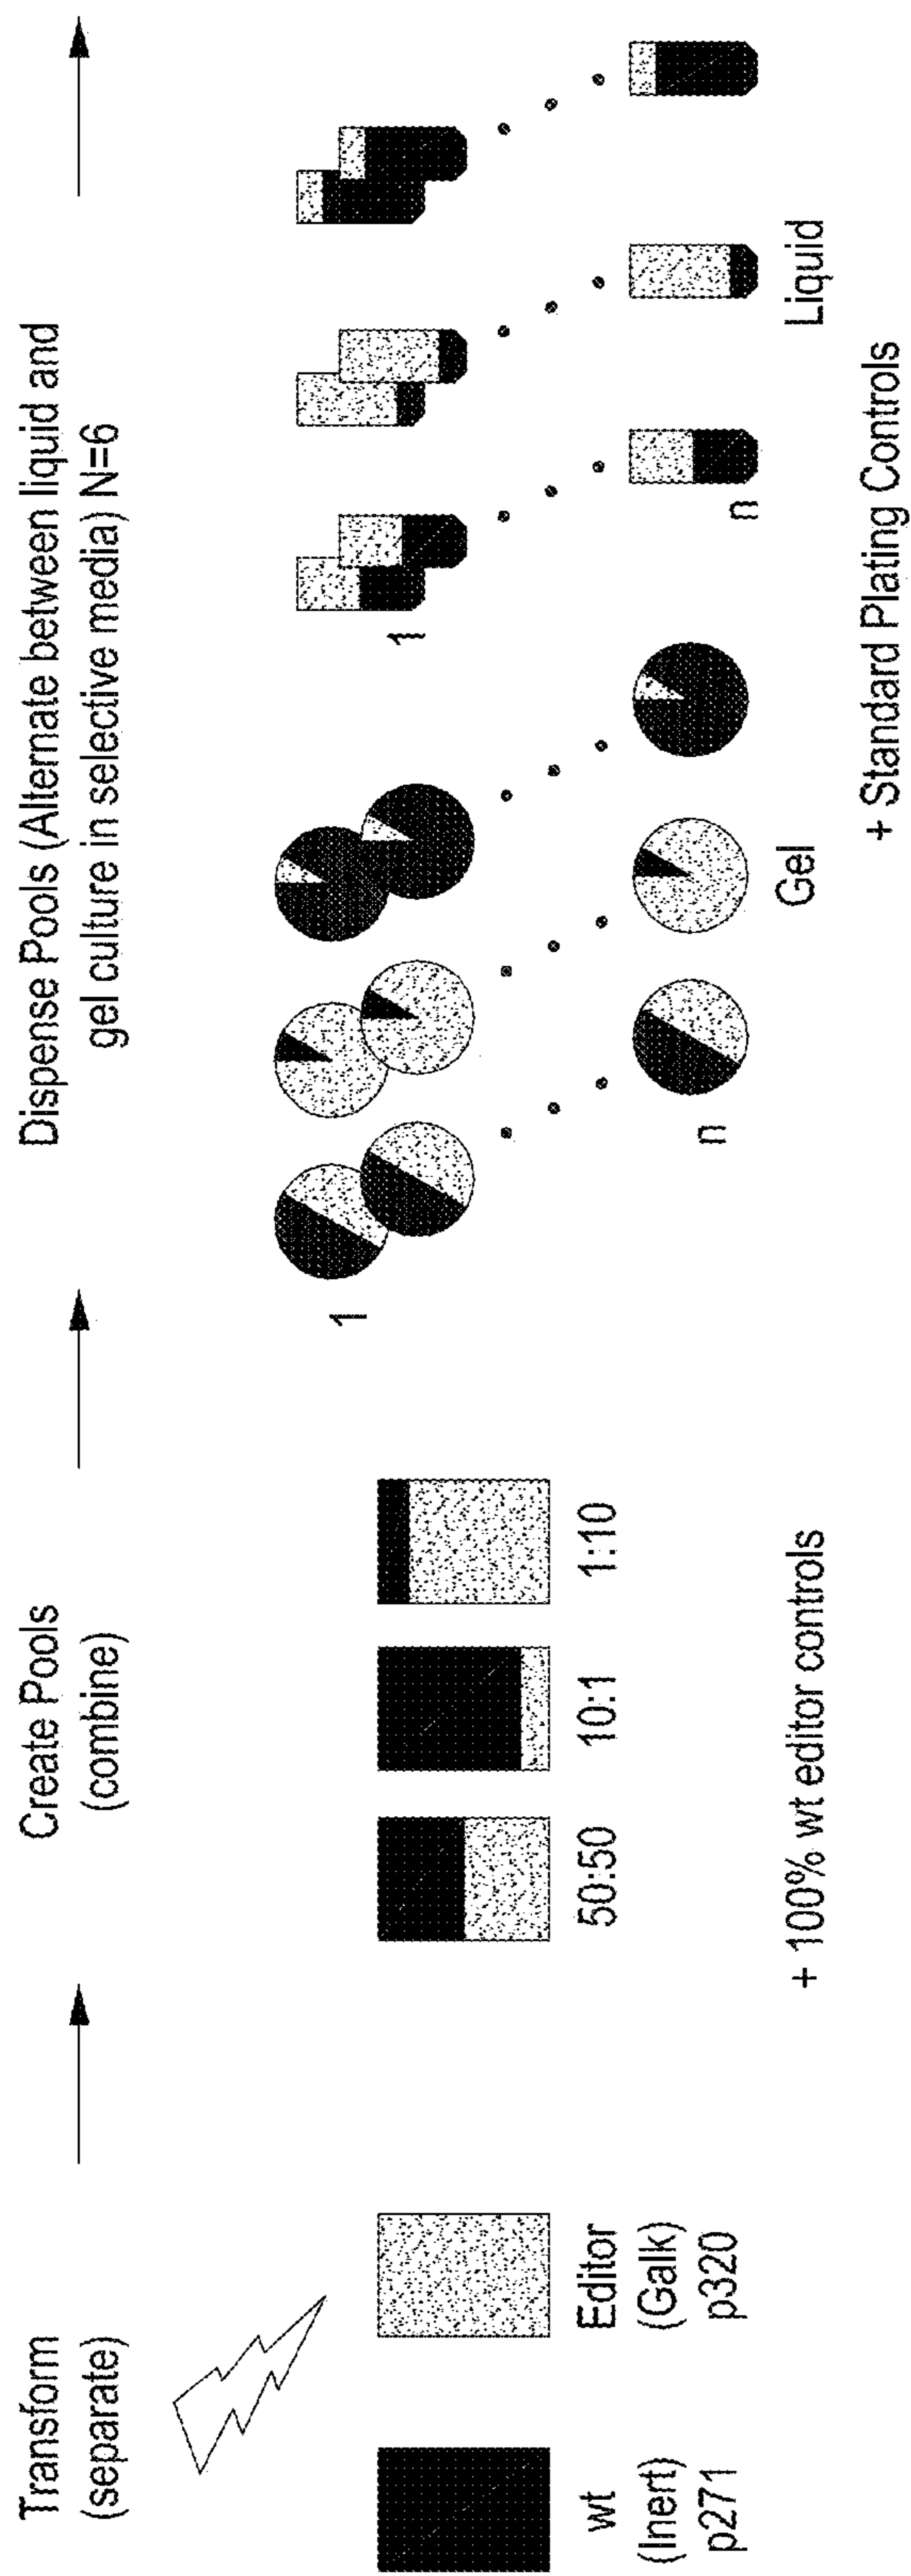 Transform
(separate)
wt
(Inert)
p271
Editor
(Galk)
p320
Create Pools
(combine)
50:50
10:1
1:10
+ 100% wt editor controls
Dispense Pools (Alternate between liquid and
gel culture in selective media) N=6
1
n
Gel
1
n
Liquid
+ Standard Plating Controls